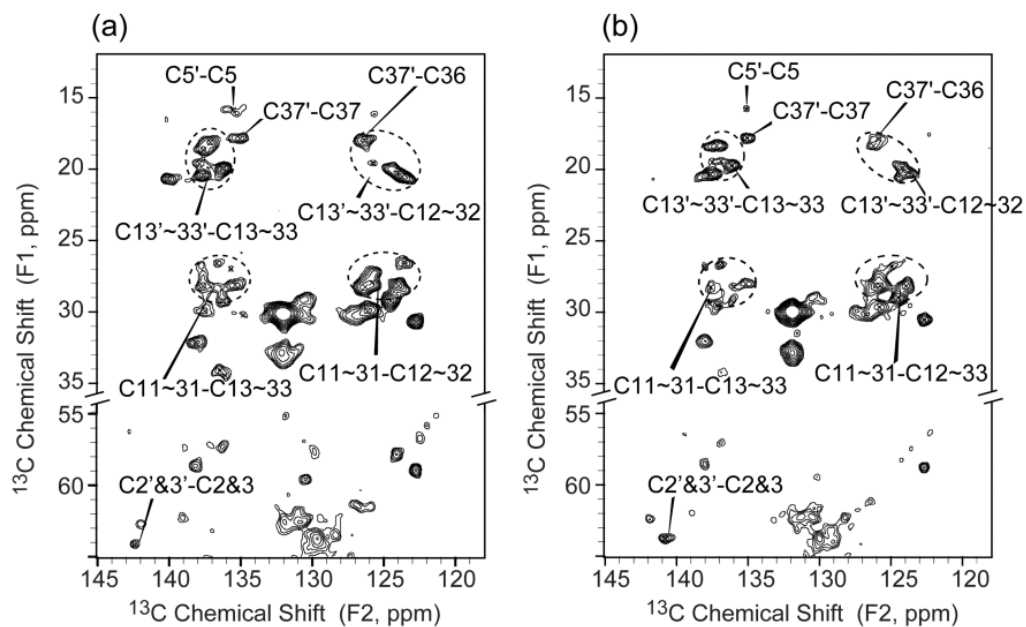 (a)
C5'-C5
C37'-C36
C37'-C37
C13'~33'-C12~32
C13'~33'-C13~33
C11~31-C12~32
C11~31-C13~33
C2'&3'-C2&3
15
20
25
30
35
55
60
13C Chemical Shift (F1, ppm)
145 140 135 130 125 120
13C Chemical Shift (F2, ppm)
(b)
C5'-C5
C37'-C36
C37'-C37
C13'~33'-C13~33
C13'~33'-C12~32
C11~31-C13~33
C11~31-C12~33
C2'&3'-C2&3
15
20
25
30
35
55
60
13C Chemical Shift (F1, ppm)
145 140 135 130 125 120
13C Chemical Shift (F2, ppm)